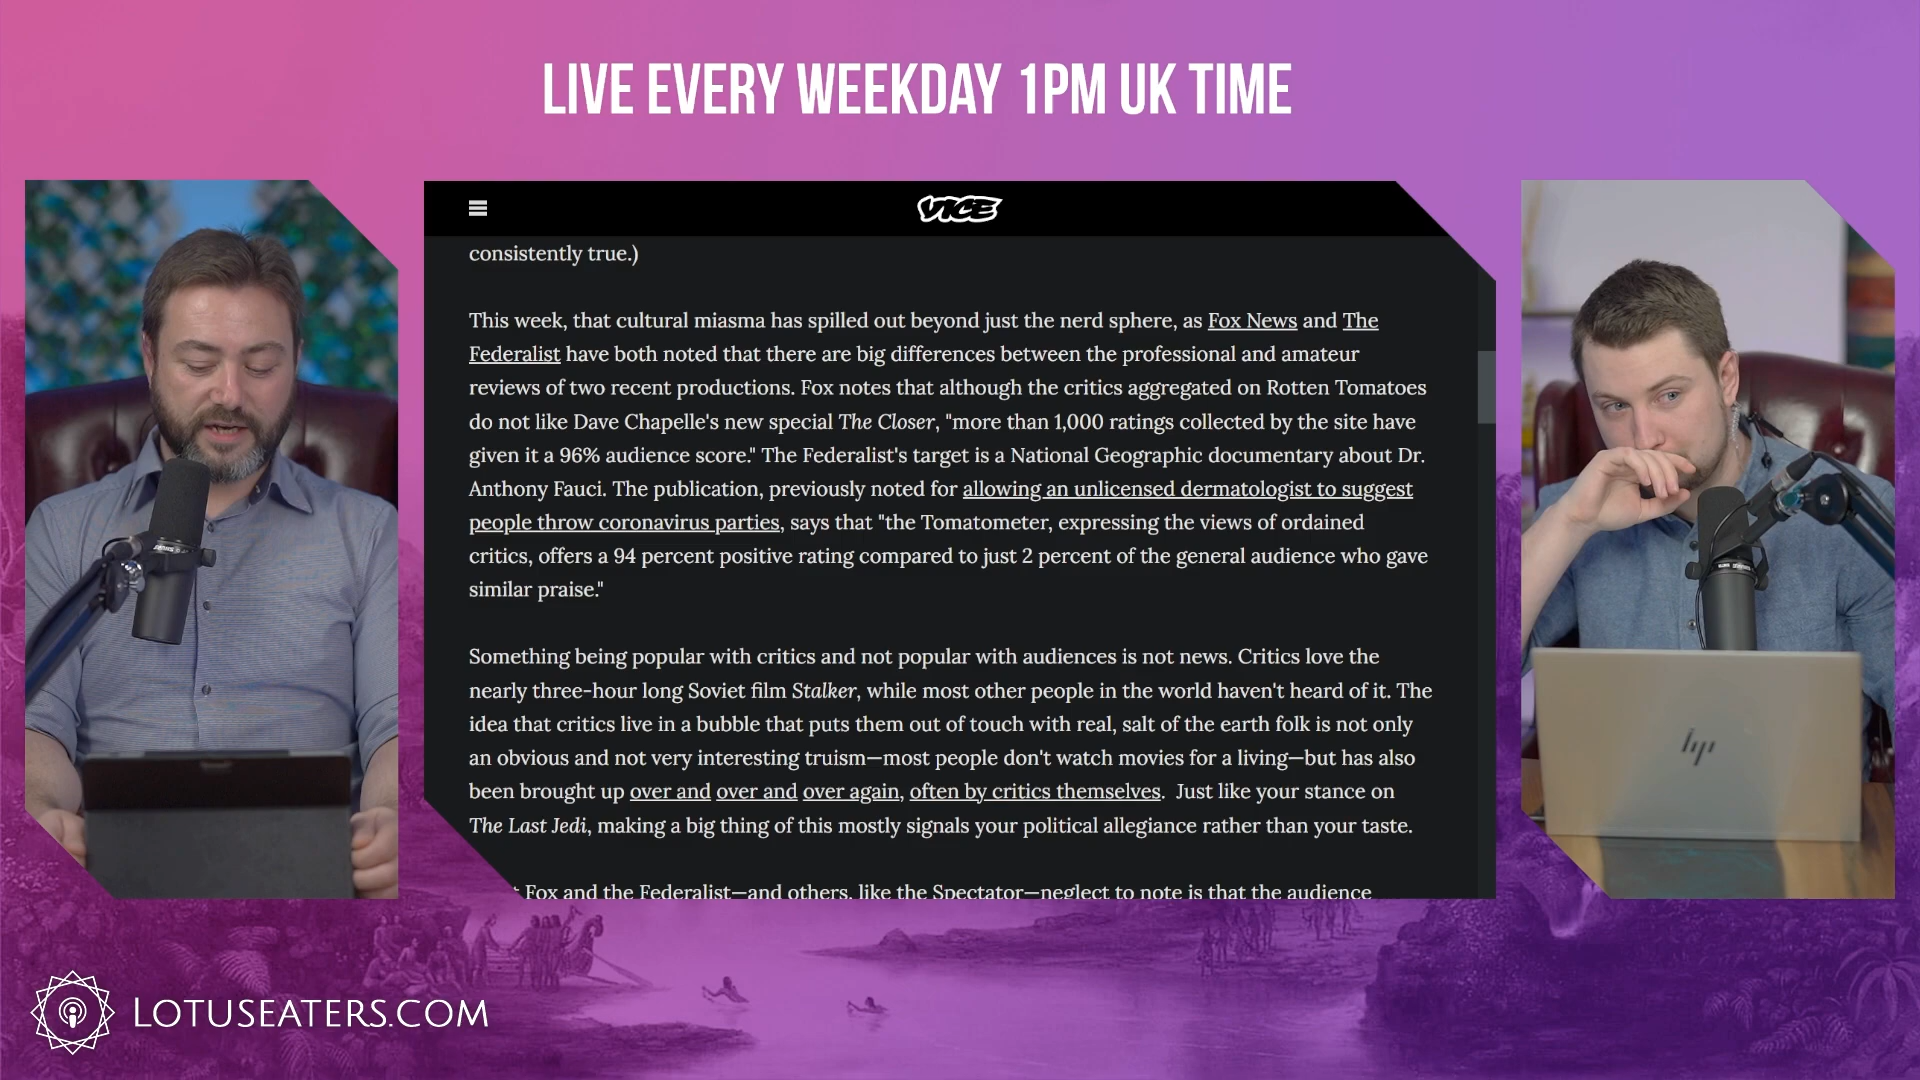 LIVE EVERY WEEKDAY 1PM UK TIME
VICE
consistently true.)
This week, that cultural miasma has spilled out beyond just the nerd sphere, as Fox News and The
Federalist have both noted that there are big differences between the professional and amateur
reviews of two recent productions. Fox notes that although the critics aggregated on Rotten Tomatoes
do not like Dave Chapelle's new special The Closer, "more than 1,000 ratings collected by the site have
given it a 96% audience score." The Federalist's target is a National Geographic documentary about Dr.
Anthony Fauci. The publication, previously noted for allowing an unlicensed dermatologist to suggest
people throw coronavirus parties, says that "the Tomatometer, expressing the views of ordained
critics, offers a 94 percent positive rating compared to just 2 percent of the general audience who gave
similar praise."
Something being popular with critics and not popular with audiences is not news. Critics love the
nearly three-hour long Soviet film Stalker, while most other people in the world haven't heard of it. The
idea that critics live in a bubble that puts them out of touch with real, salt of the earth folk is not only
an obvious and not very interesting truism—most people don't watch movies for a living—but has also
been brought up over and over and over again, often by critics themselves. Just like your stance on
The Last Jedi, making a big thing of this mostly signals your political allegiance rather than your taste.
Fox and the Federalist—and others, like the Spectator—neglect to note is that the audience
hp
LOTUSEATERS.COM